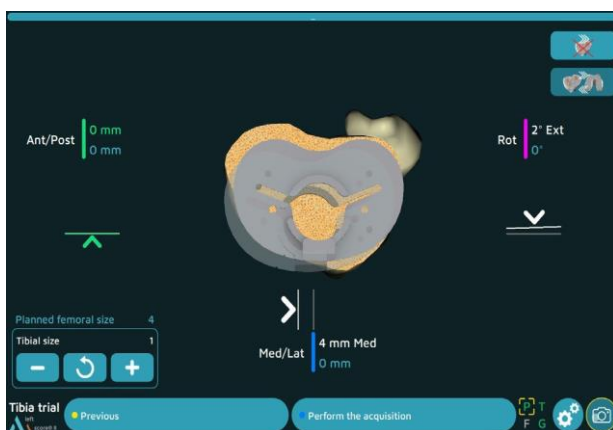 Ant/Post
0 mm
0 mm
Rot
2° Ext
0°
Planned femoral size 4
Tibial size 1
Med/Lat
4 mm Med
0 mm
Tibia trial
left
Previous
Perform the acquisition
P T
F G